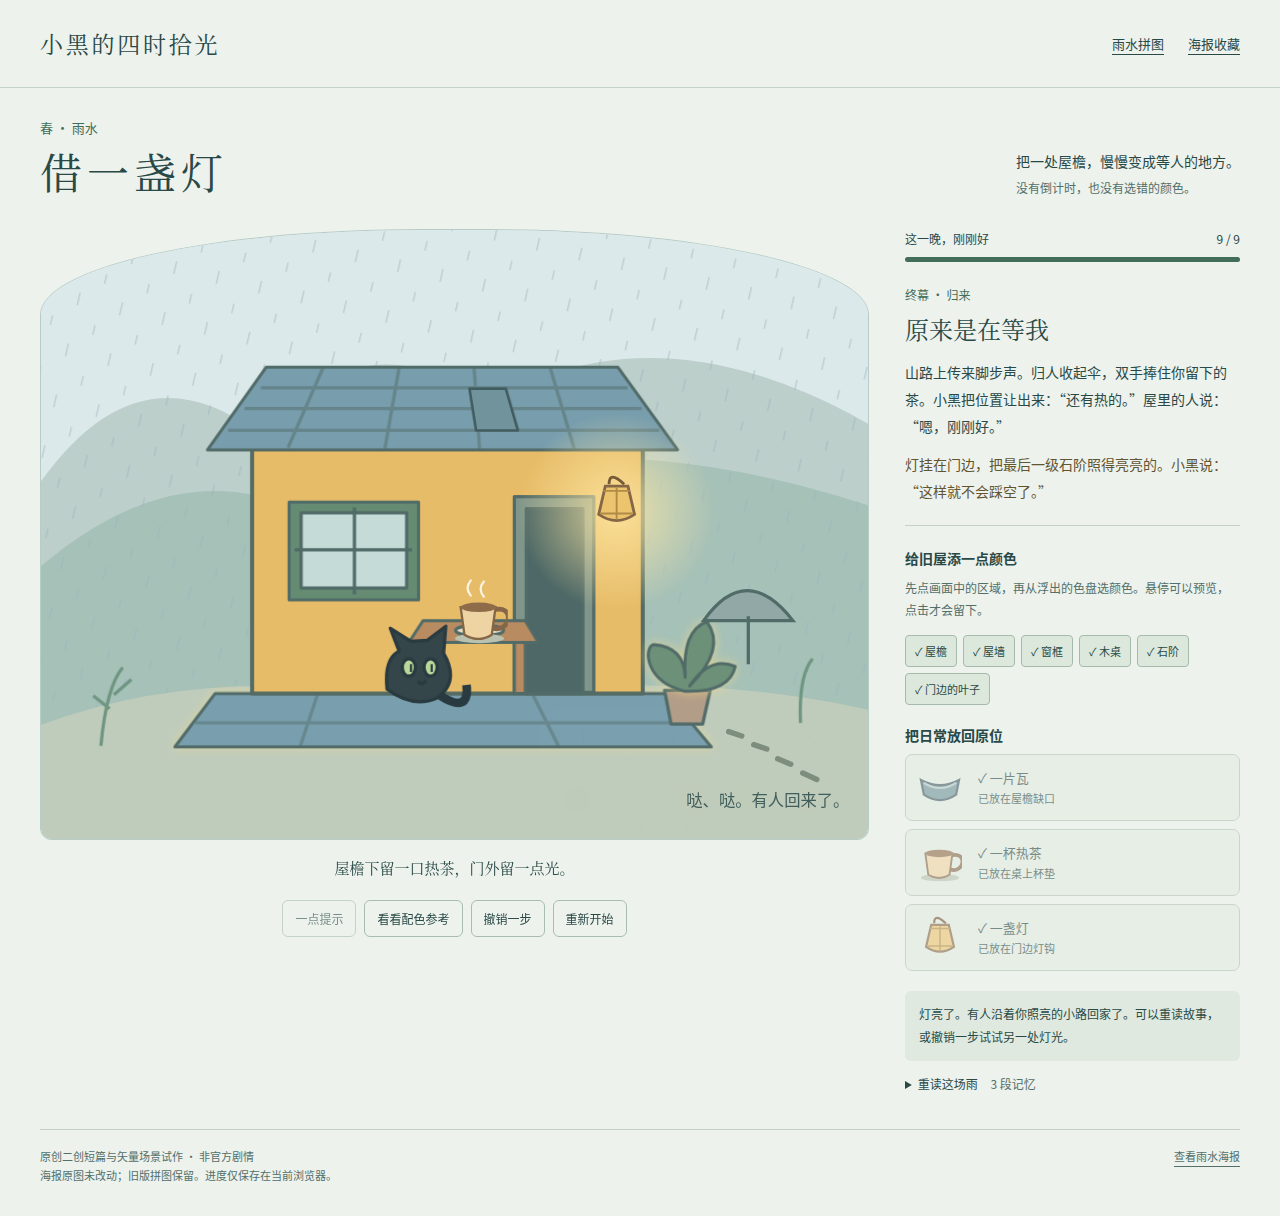 小黑的四时拾光
雨水拼图
海报收藏
春 · 雨水
借一盏灯
把一处屋檐，慢慢变成等人的地方。
没有倒计时，也没有选错的颜色。
哒、哒。有人回来了。
屋檐下留一口热茶，门外留一点光。
一点提示
看看配色参考
撤销一步
重新开始
这一晚，刚刚好
9 / 9
终幕 · 归来
原来是在等我
山路上传来脚步声。归人收起伞，双手捧住你留下的
茶。小黑把位置让出来：“还有热的。”屋里的人说：
“嗯，刚刚好。”
灯挂在门边，把最后一级石阶照得亮亮的。小黑说：
“这样就不会踩空了。”
给旧屋添一点颜色
先点画面中的区域，再从浮出的色盘选颜色。悬停可以预览，
点击才会留下。
✓ 屋檐
✓ 屋墙
✓ 窗框
✓ 木桌
✓ 石阶
✓ 门边的叶子
把日常放回原位
✓ 一片瓦
已放在屋檐缺口
✓ 一杯热茶
已放在桌上杯垫
✓ 一盏灯
已放在门边灯钩
灯亮了。有人沿着你照亮的小路回家了。可以重读故事，
或撤销一步试试另一处灯光。
▶ 重读这场雨 3 段记忆
原创二创短篇与矢量场景试作 · 非官方剧情
海报原图未改动；旧版拼图保留。进度仅保存在当前浏览器。
查看雨水海报